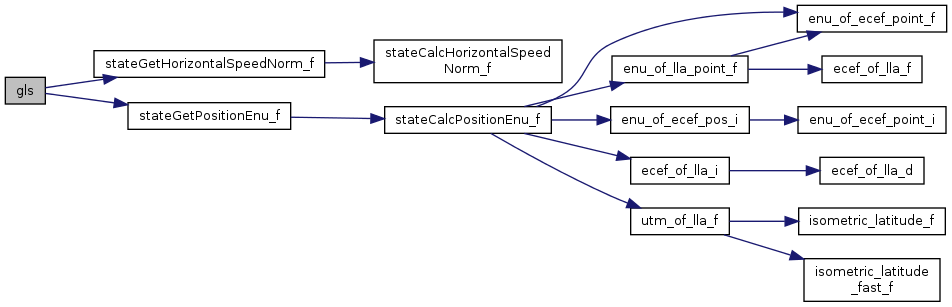 gls
stateGetHorizontalSpeedNorm_f
stateGetPositionEnu_f
stateCalcHorizontalSpeed
Norm_f
stateCalcPositionEnu_f
enu_of_ecef_point_f
enu_of_lla_point_f
ecef_of_lla_f
enu_of_ecef_pos_i
enu_of_ecef_point_i
ecef_of_lla_i
ecef_of_lla_d
utm_of_lla_f
isometric_latitude_f
isometric_latitude
_fast_f